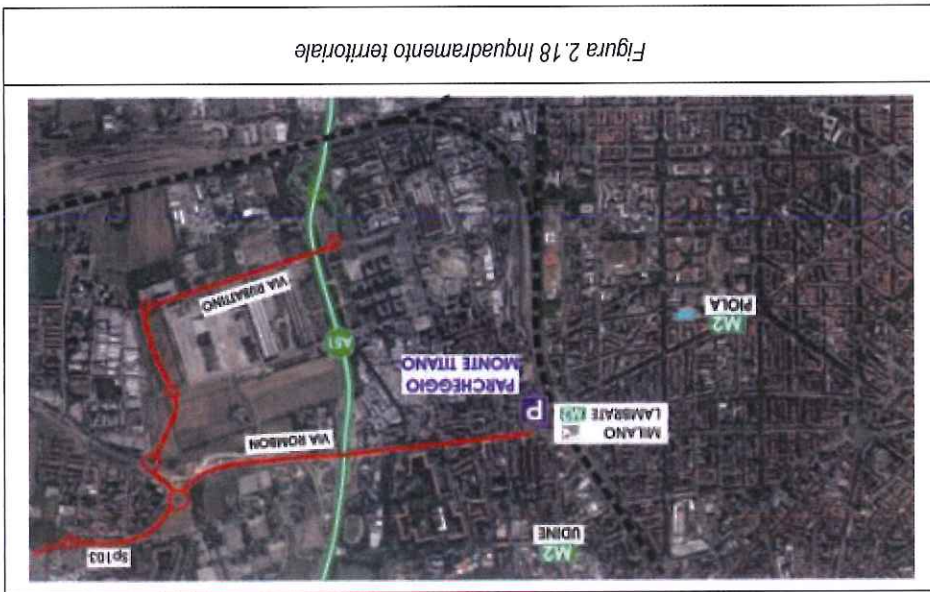 M2
UDINE
Sp103
VIA ROMBON
MILANO
LAMBRATE M2
P
PARCHEGGIO
MONTE TITANO
A51
M2
PIOLA
VIA RUBATTINO
Figura 2.18 Inquadramento territoriale